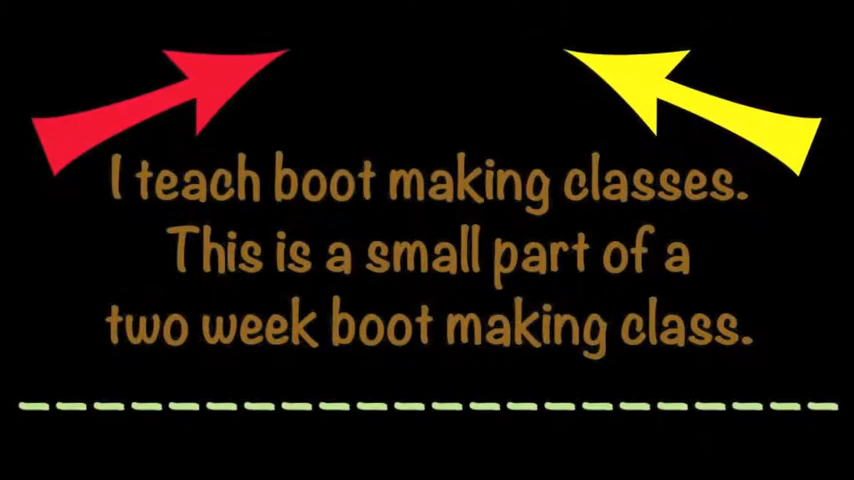 I teach boot making classes.
This is a small part of a
two week boot making class.